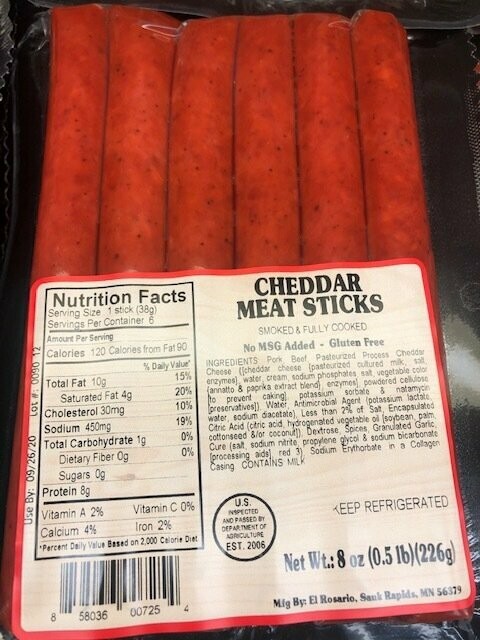 CHEDDAR
MEAT STICKS
SMOKED & FULLY COOKED
No MSG Added - Gluten Free
INGREDIENTS: Pork, Beef, Pasteurized Process Cheddar
Cheese ([cheddar cheese (pasteurized cultured milk, salt,
enzymes], water, cream, sodium phosphates salt, vegetable color
(annatto & paprika extract blend), enzymes], powdered cellulose
[to prevent caking], potassium sorbate & natamycin
[preservatives]), Water, Antimicrobial Agent (potassium lactate,
water, sodium diacetate), Less than 2% of Salt, Encapsulated
Citric Acid (citric acid, hydrogenated vegetable oil [soybean, palm,
cottonseed &/or coconut]), Dextrose, Spices, Granulated Garlic,
Cure (salt, sodium nitrite, propylene glycol & sodium bicarbonate
[processing aids], red 3), Sodium Erythorbate in a Collagen
Casing. CONTAINS MILK
Nutrition Facts
Serving Size 1 stick (38g)
Servings Per Container 6
Amount Per Serving
Calories 120 Calories from Fat 90
% Daily Value*
Total Fat 10g 15%
Saturated Fat 4g 20%
Cholesterol 30mg 10%
Sodium 450mg 19%
Total Carbohydrate 1g 0%
Dietary Fiber 0g 0%
Sugars 0g
Protein 8g
Vitamin A 2% Vitamin C 0%
Calcium 4% Iron 2%
*Percent Daily Value Based on 2,000 Calorie Diet
Use By: 09/26/20 Lot #: 0090 12
U.S.
INSPECTED
AND PASSED BY
DEPARTMENT OF
AGRICULTURE
EST. 2006
KEEP REFRIGERATED
Net Wt.: 8 oz (0.5 lb)(226g)
Mfg By: El Rosario, Sauk Rapids, MN 56379
8 58036 00725 4